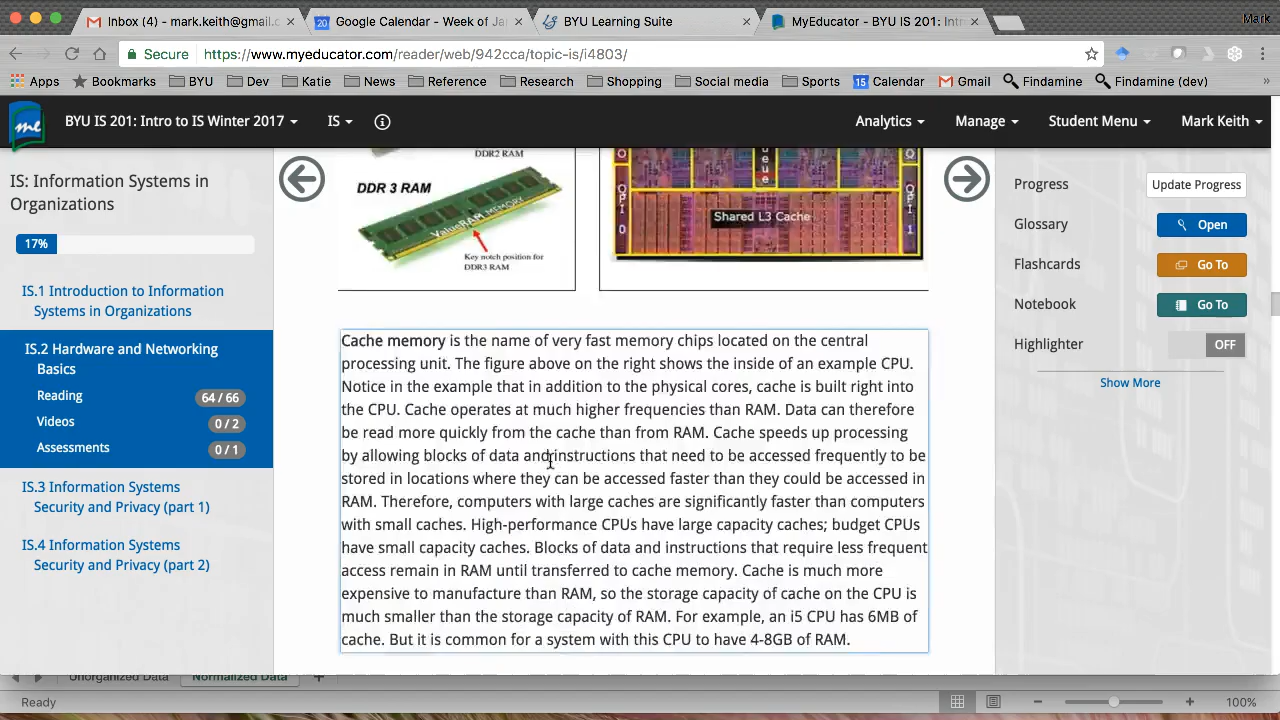 Inbox (4) - mark.keith@gmail.c
Google Calendar - Week of Ja
BYU Learning Suite
MyEducator - BYU IS 201: Intr
Mark
Secure
https://www.myeducator.com/reader/web/942cca/topic-is/i4803/
Apps
Bookmarks
BYU
Dev
Katie
News
Reference
Research
Shopping
Social media
Sports
15 Calendar
Gmail
Findamine
Findamine (dev)
»
me
BYU IS 201: Intro to IS Winter 2017
IS
Analytics
Manage
Student Menu
Mark Keith
IS: Information Systems in
Organizations
17%
IS.1 Introduction to Information
Systems in Organizations
IS.2 Hardware and Networking
Basics
Reading 64 / 66
Videos 0 / 2
Assessments 0 / 1
IS.3 Information Systems
Security and Privacy (part 1)
IS.4 Information Systems
Security and Privacy (part 2)
DDR2 RAM
DDR 3 RAM
ValueRAM MEMORY
Key notch position for
DDR3 RAM
Shared L3 Cache
Cache memory is the name of very fast memory chips located on the central
processing unit. The figure above on the right shows the inside of an example CPU.
Notice in the example that in addition to the physical cores, cache is built right into
the CPU. Cache operates at much higher frequencies than RAM. Data can therefore
be read more quickly from the cache than from RAM. Cache speeds up processing
by allowing blocks of data and instructions that need to be accessed frequently to be
stored in locations where they can be accessed faster than they could be accessed in
RAM. Therefore, computers with large caches are significantly faster than computers
with small caches. High-performance CPUs have large capacity caches; budget CPUs
have small capacity caches. Blocks of data and instructions that require less frequent
access remain in RAM until transferred to cache memory. Cache is much more
expensive to manufacture than RAM, so the storage capacity of cache on the CPU is
much smaller than the storage capacity of RAM. For example, an i5 CPU has 6MB of
cache. But it is common for a system with this CPU to have 4-8GB of RAM.
Progress
Update Progress
Glossary
Open
Flashcards
Go To
Notebook
Go To
Highlighter
OFF
Show More
Unorganized Data
Normalized Data
+
Ready
100%